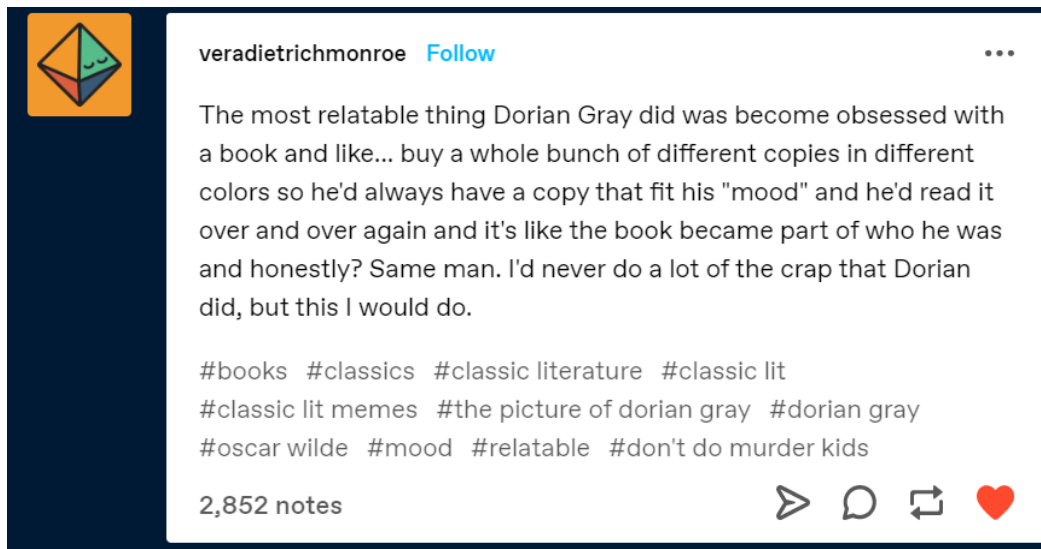 veradietrichmonroe Follow
The most relatable thing Dorian Gray did was become obsessed with
a book and like... buy a whole bunch of different copies in different
colors so he'd always have a copy that fit his "mood" and he'd read it
over and over again and it's like the book became part of who he was
and honestly? Same man. I'd never do a lot of the crap that Dorian
did, but this I would do.
#books #classics #classic literature #classic lit
#classic lit memes #the picture of dorian gray #dorian gray
#oscar wilde #mood #relatable #don't do murder kids
2,852 notes